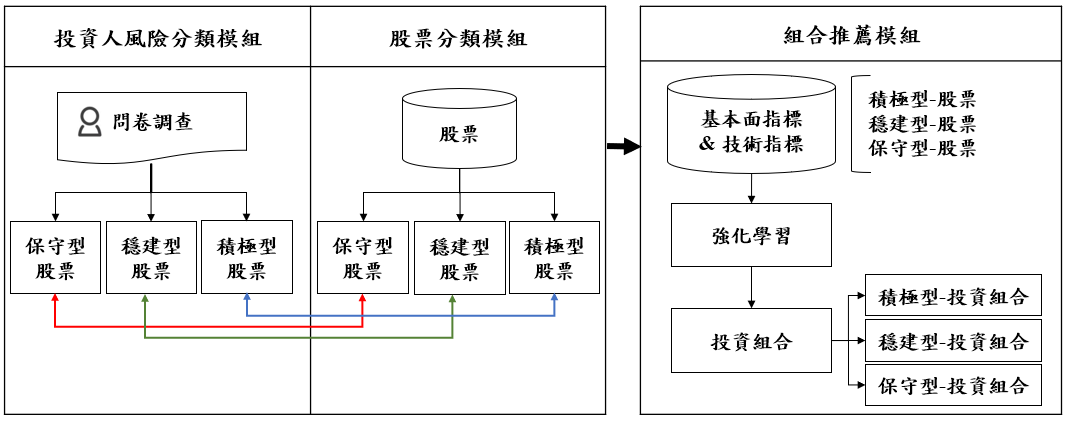 投資人風險分類模組
問卷調查
保守型
股票
穩建型
股票
積極型
股票
股票分類模組
股票
保守型
股票
穩建型
股票
積極型
股票
組合推薦模組
基本面指標
& 技術指標
積極型-股票
穩建型-股票
保守型-股票
強化學習
投資組合
積極型-投資組合
穩建型-投資組合
保守型-投資組合